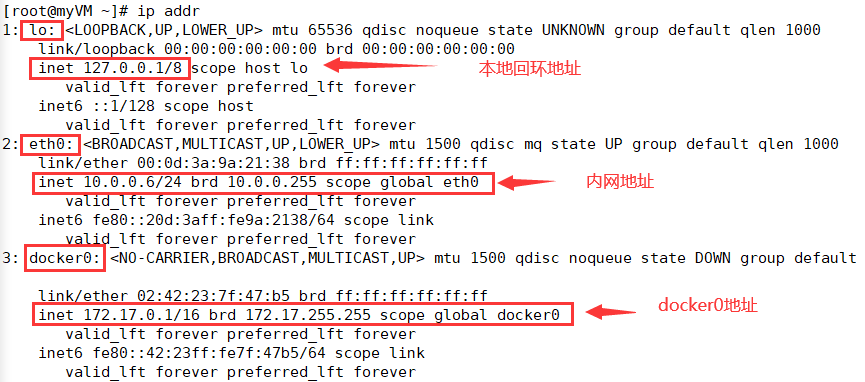 [root@myVM ~]# ip addr
1: lo: <LOOPBACK,UP,LOWER_UP> mtu 65536 qdisc noqueue state UNKNOWN group default qlen 1000
link/loopback 00:00:00:00:00:00 brd 00:00:00:00:00:00
inet 127.0.0.1/8 scope host lo 本地回环地址
valid_lft forever preferred_lft forever
inet6 ::1/128 scope host
valid_lft forever preferred_lft forever
2: eth0: <BROADCAST,MULTICAST,UP,LOWER_UP> mtu 1500 qdisc mq state UP group default qlen 1000
link/ether 00:0d:3a:9a:21:38 brd ff:ff:ff:ff:ff:ff
inet 10.0.0.6/24 brd 10.0.0.255 scope global eth0 内网地址
inet6 fe80::20d:3aff:fe9a:2138/64 scope link
valid_lft forever preferred_lft forever
3: docker0: <NO-CARRIER,BROADCAST,MULTICAST,UP> mtu 1500 qdisc noqueue state DOWN group default
link/ether 02:42:23:7f:47:b5 brd ff:ff:ff:ff:ff:ff
inet 172.17.0.1/16 brd 172.17.255.255 scope global docker0 docker0地址
valid_lft forever preferred_lft forever
inet6 fe80::42:23ff:fe7f:47b5/64 scope link
valid_lft forever preferred_lft forever